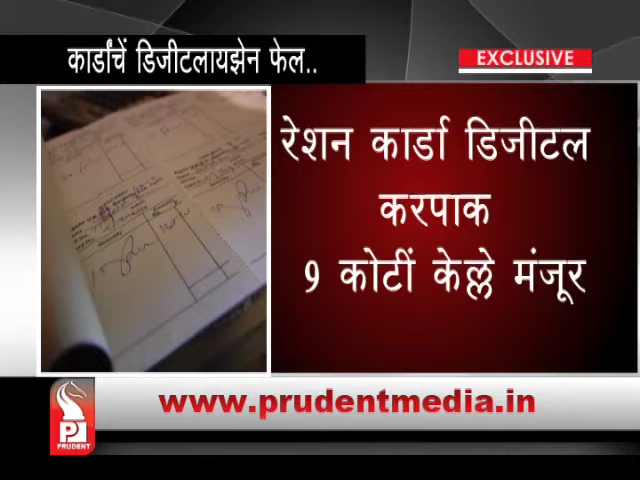 कार्डांचें डिजीटलायझेन फेल..
EXCLUSIVE
रेशन कार्डा डिजीटल
करपाक
9 कोटीं केल्ले मंजूर
PRUDENT
www.prudentmedia.in